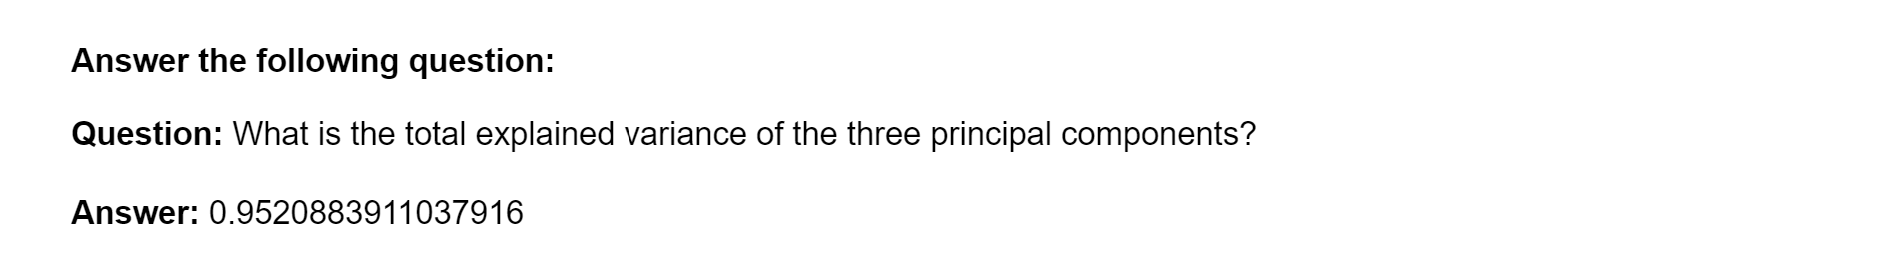 Answer the following question:
Question: What is the total explained variance of the three principal components?
Answer: 0.9520883911037916